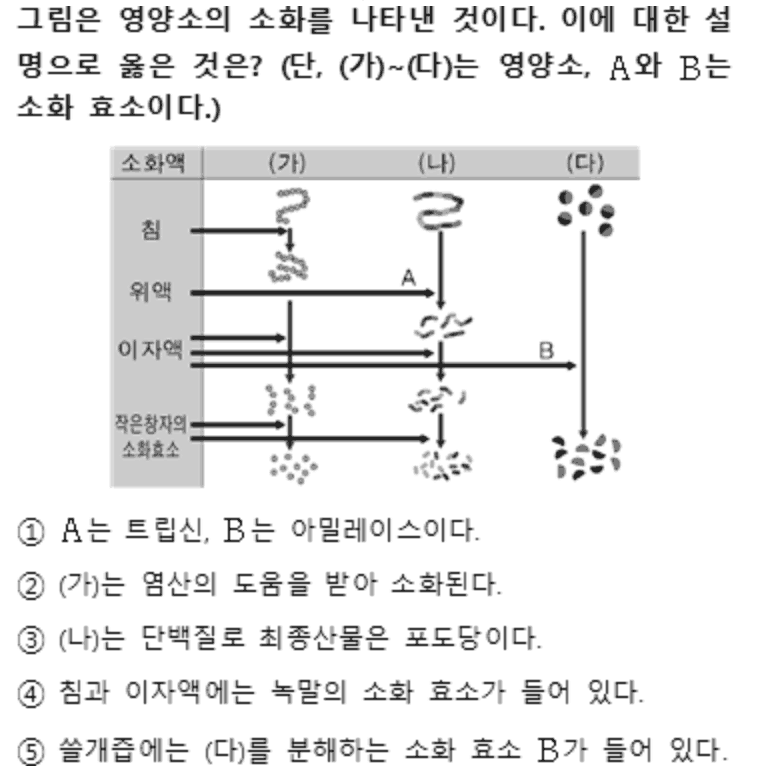 그림은 영양소의 소화를 나타낸 것이다. 이에 대한 설
명으로 옳은 것은? (단, (가)~(다)는 영양소, A와 B는
소화 효소이다.)
소화액 (가) (나) (다)
침
위액 A
이자액 B
작은창자의
소화효소
① A는 트립신, B는 아밀레이스이다.
② (가)는 염산의 도움을 받아 소화된다.
③ (나)는 단백질로 최종산물은 포도당이다.
④ 침과 이자액에는 녹말의 소화 효소가 들어 있다.
⑤ 쓸개즙에는 (다)를 분해하는 소화 효소 B가 들어 있다.